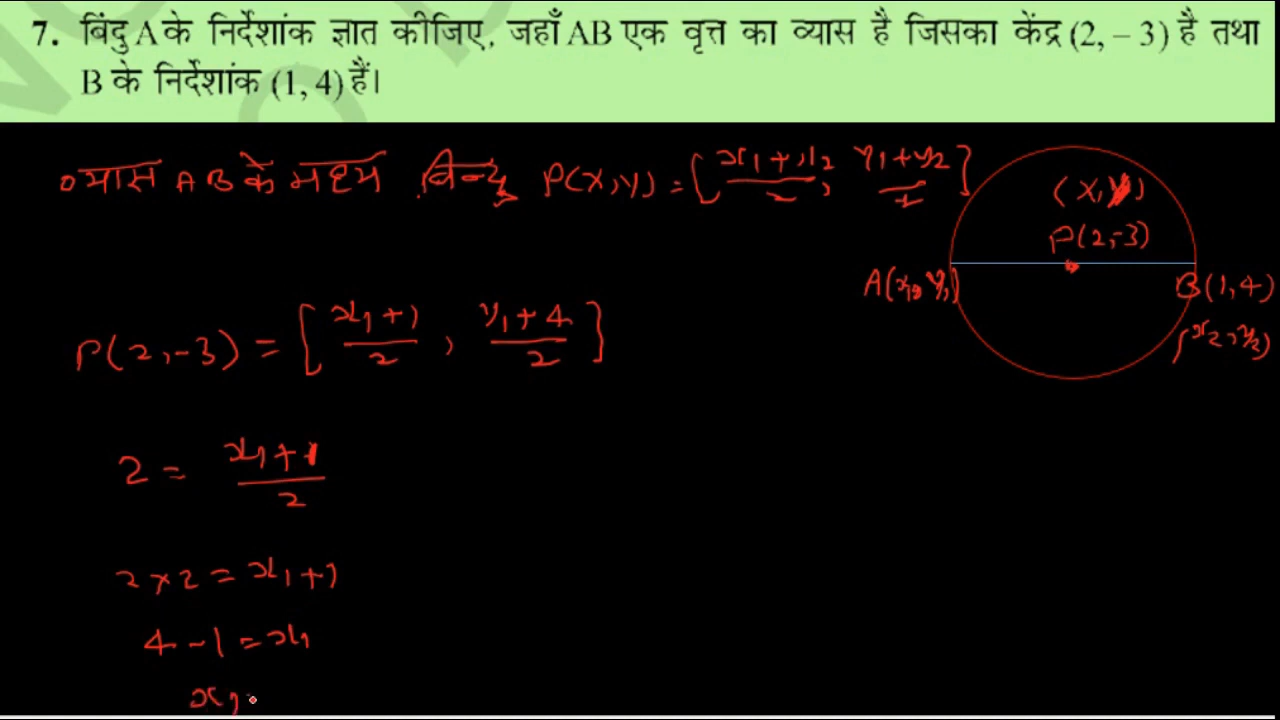 7. बिंदु A के निर्देशांक ज्ञात कीजिए, जहाँ AB एक वृत्त का व्यास है जिसका केंद्र (2, – 3) है तथा
B के निर्देशांक (1, 4) हैं।
व्यास AB के मध्य बिन्दु P(X,Y) = [x₁+x₂/2, y₁+y₂/2]
(X,Y)
P(2,-3)
A(x₁, y₁)
B(1,4)
(x₂,y₂)
P(2,-3) = [x₁+1/2, y₁+4/2]
2 = x₁+1/2
2×2 = x₁+1
4-1 = x₁
x₁